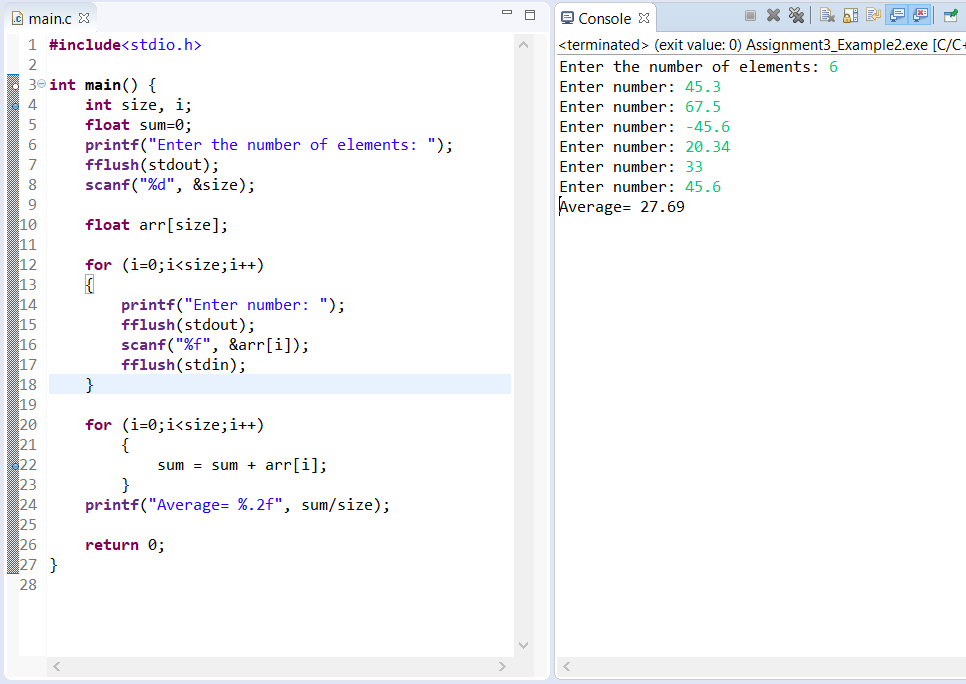 main.c
1 #include<stdio.h>
2
3 int main() {
4     int size, i;
5     float sum=0;
6     printf("Enter the number of elements: ");
7     fflush(stdout);
8     scanf("%d", &size);
9
10     float arr[size];
11
12     for (i=0;i<size;i++)
13     {
14         printf("Enter number: ");
15         fflush(stdout);
16         scanf("%f", &arr[i]);
17         fflush(stdin);
18     }
19
20     for (i=0;i<size;i++)
21         {
22             sum = sum + arr[i];
23         }
24     printf("Average= %.2f", sum/size);
25
26     return 0;
27 }
28
Console
<terminated> (exit value: 0) Assignment3_Example2.exe [C/C+
Enter the number of elements: 6
Enter number: 45.3
Enter number: 67.5
Enter number: -45.6
Enter number: 20.34
Enter number: 33
Enter number: 45.6
Average= 27.69